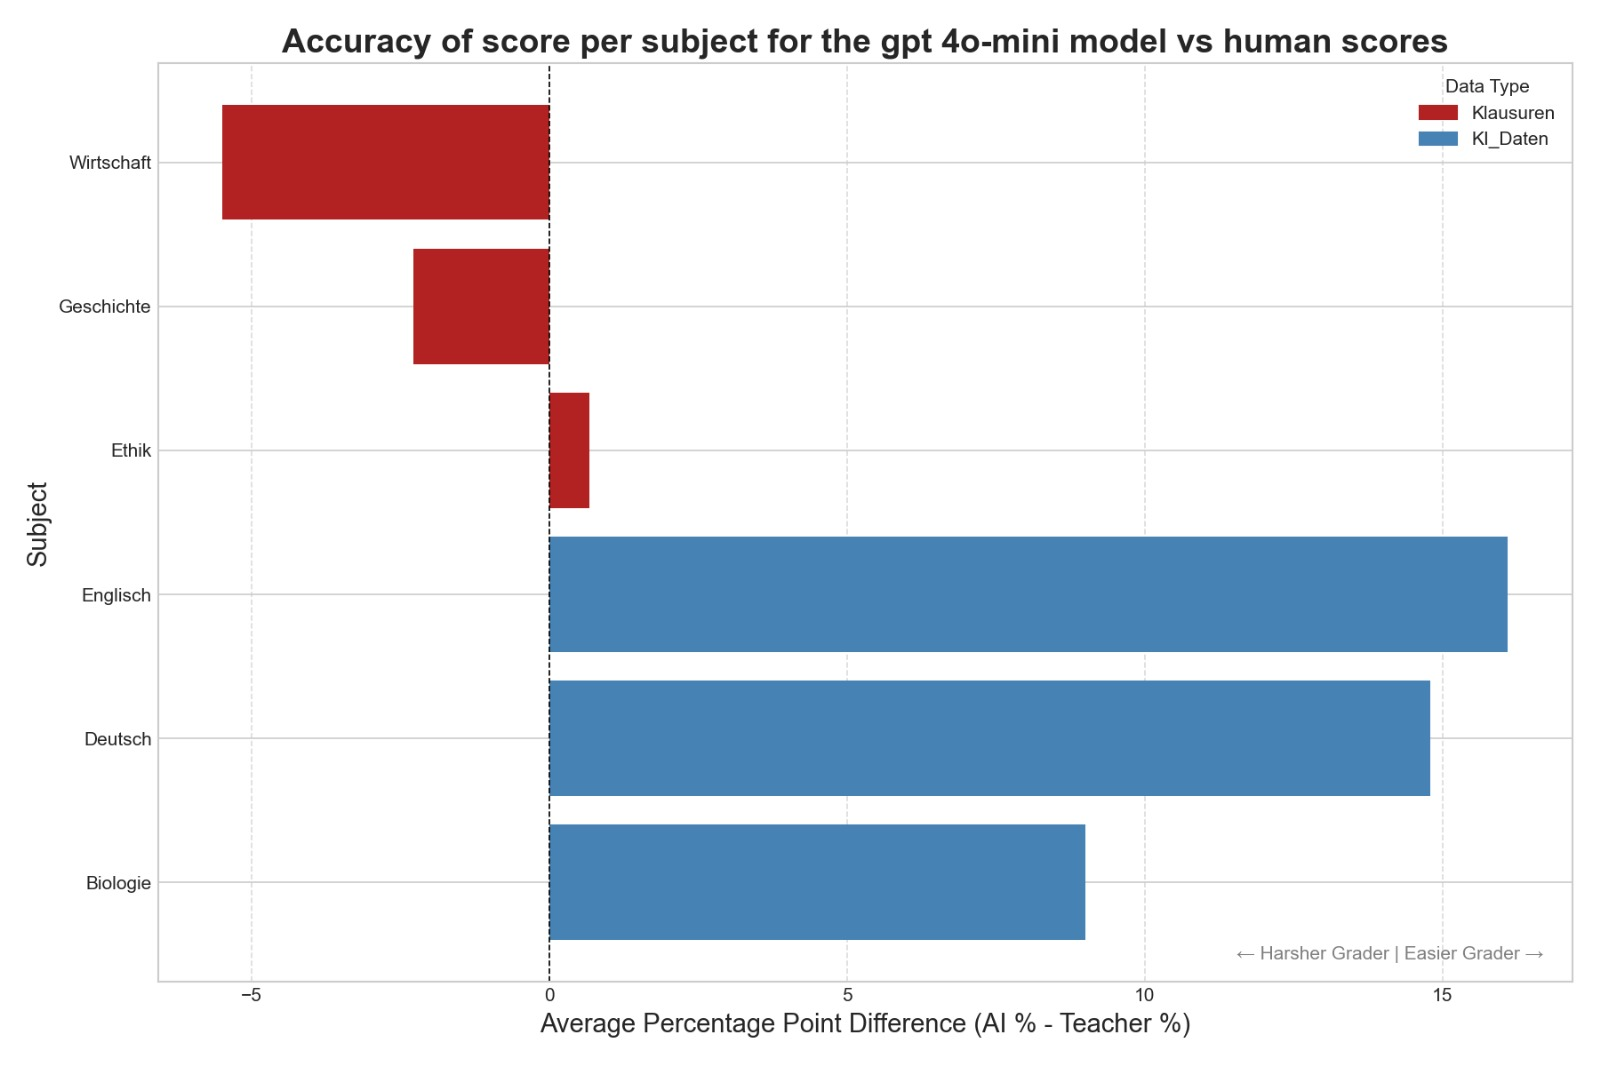 Accuracy of score per subject for the gpt 4o-mini model vs human scores
Data Type
Klausuren
KI_Daten
Subject
Wirtschaft
Geschichte
Ethik
Englisch
Deutsch
Biologie
← Harsher Grader | Easier Grader →
−5 0 5 10 15
Average Percentage Point Difference (AI % - Teacher %)